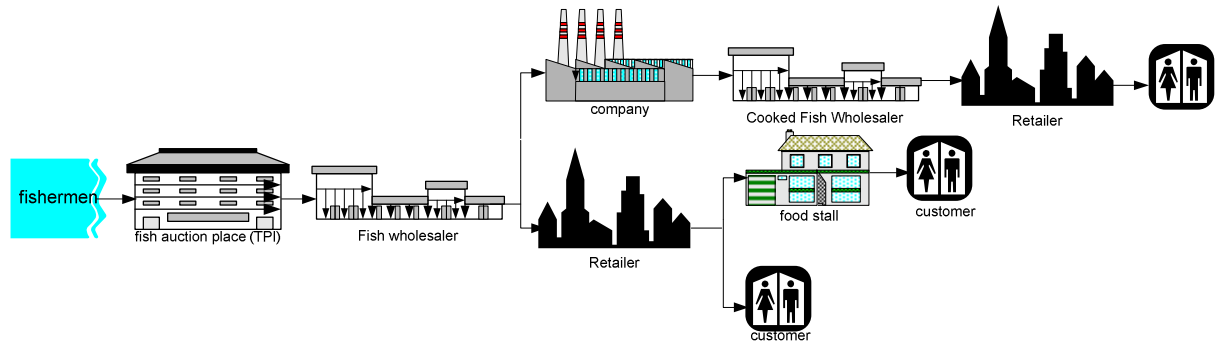 company
Cooked Fish Wholesaler
Retailer
fishermen
fish auction place (TPI)
Fish wholesaler
Retailer
food stall
customer
customer